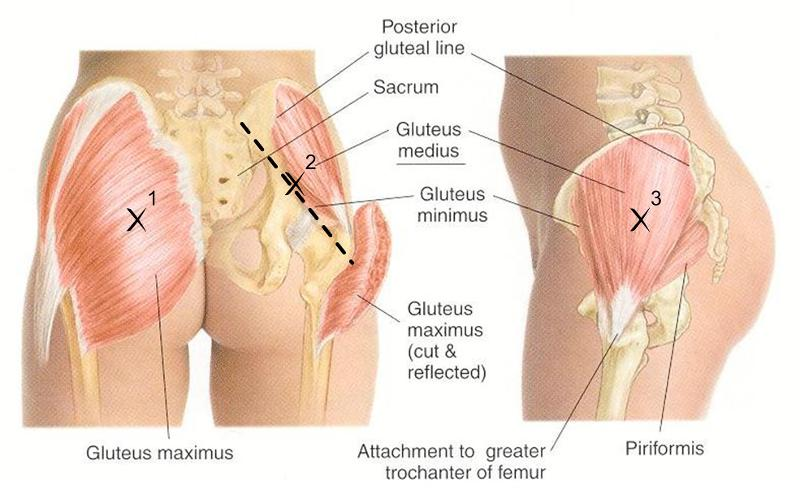 Posterior
gluteal line
Sacrum
Gluteus
medius
Gluteus
minimus
Gluteus
maximus
(cut &
reflected)
Gluteus maximus
Attachment to greater
trochanter of femur
Piriformis
X 1
X 2
X 3